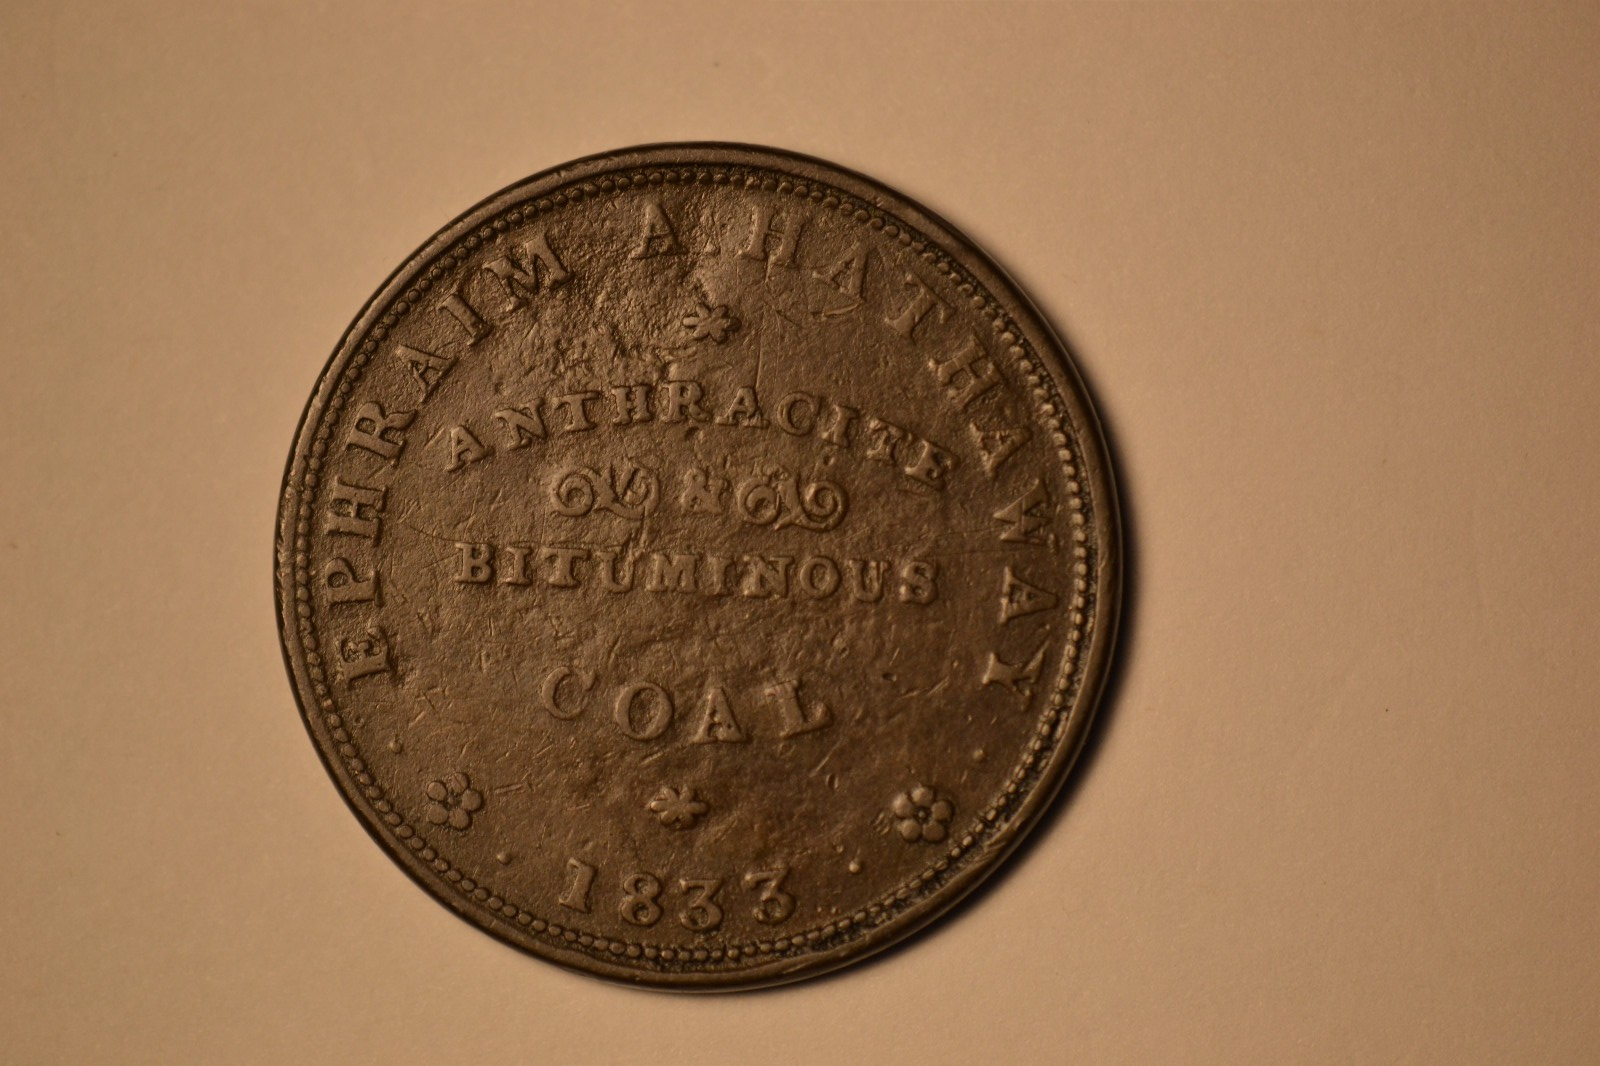 EPHRAIM A. HATHAWAY
ANTHRACITE
&
BITUMINOUS
COAL
1833